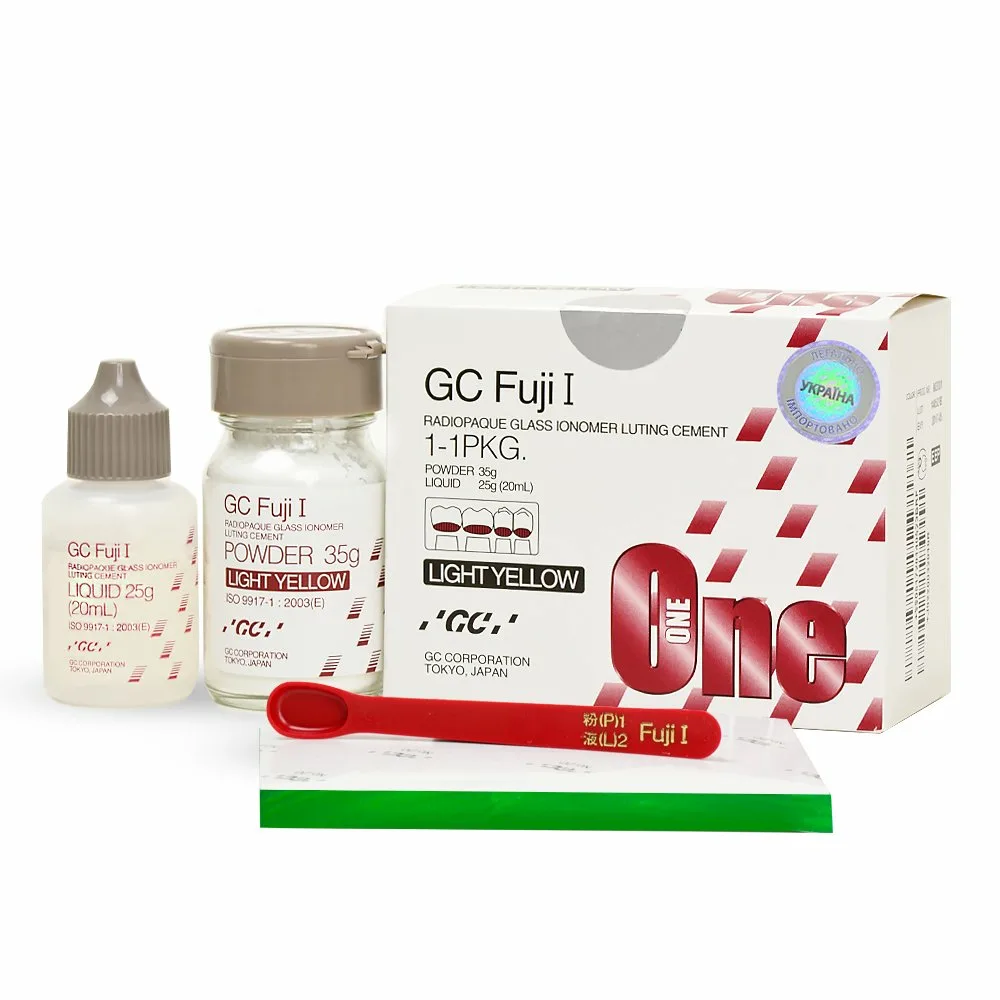 GC Fuji I
RADIOPAQUE GLASS IONOMER
LUTING CEMENT
LIQUID 25g
(20mL)
ISO 9917-1 : 2003(E)
GC
GC CORPORATION
TOKYO, JAPAN
GC Fuji I
RADIOPAQUE GLASS IONOMER
LUTING CEMENT
POWDER 35g
LIGHT YELLOW
ISO 9917-1 : 2003(E)
GC
GC CORPORATION
TOKYO, JAPAN
GC Fuji I
RADIOPAQUE GLASS IONOMER LUTING CEMENT
1-1PKG.
POWDER 35g
LIQUID 25g (20mL)
LIGHT YELLOW
GC
GC CORPORATION
TOKYO, JAPAN
One
ONE
ЛЕГАЛЬНО
УКРАЇНА
ІМПОРТОВАНО
粉(P)1
液(L)2
Fuji I